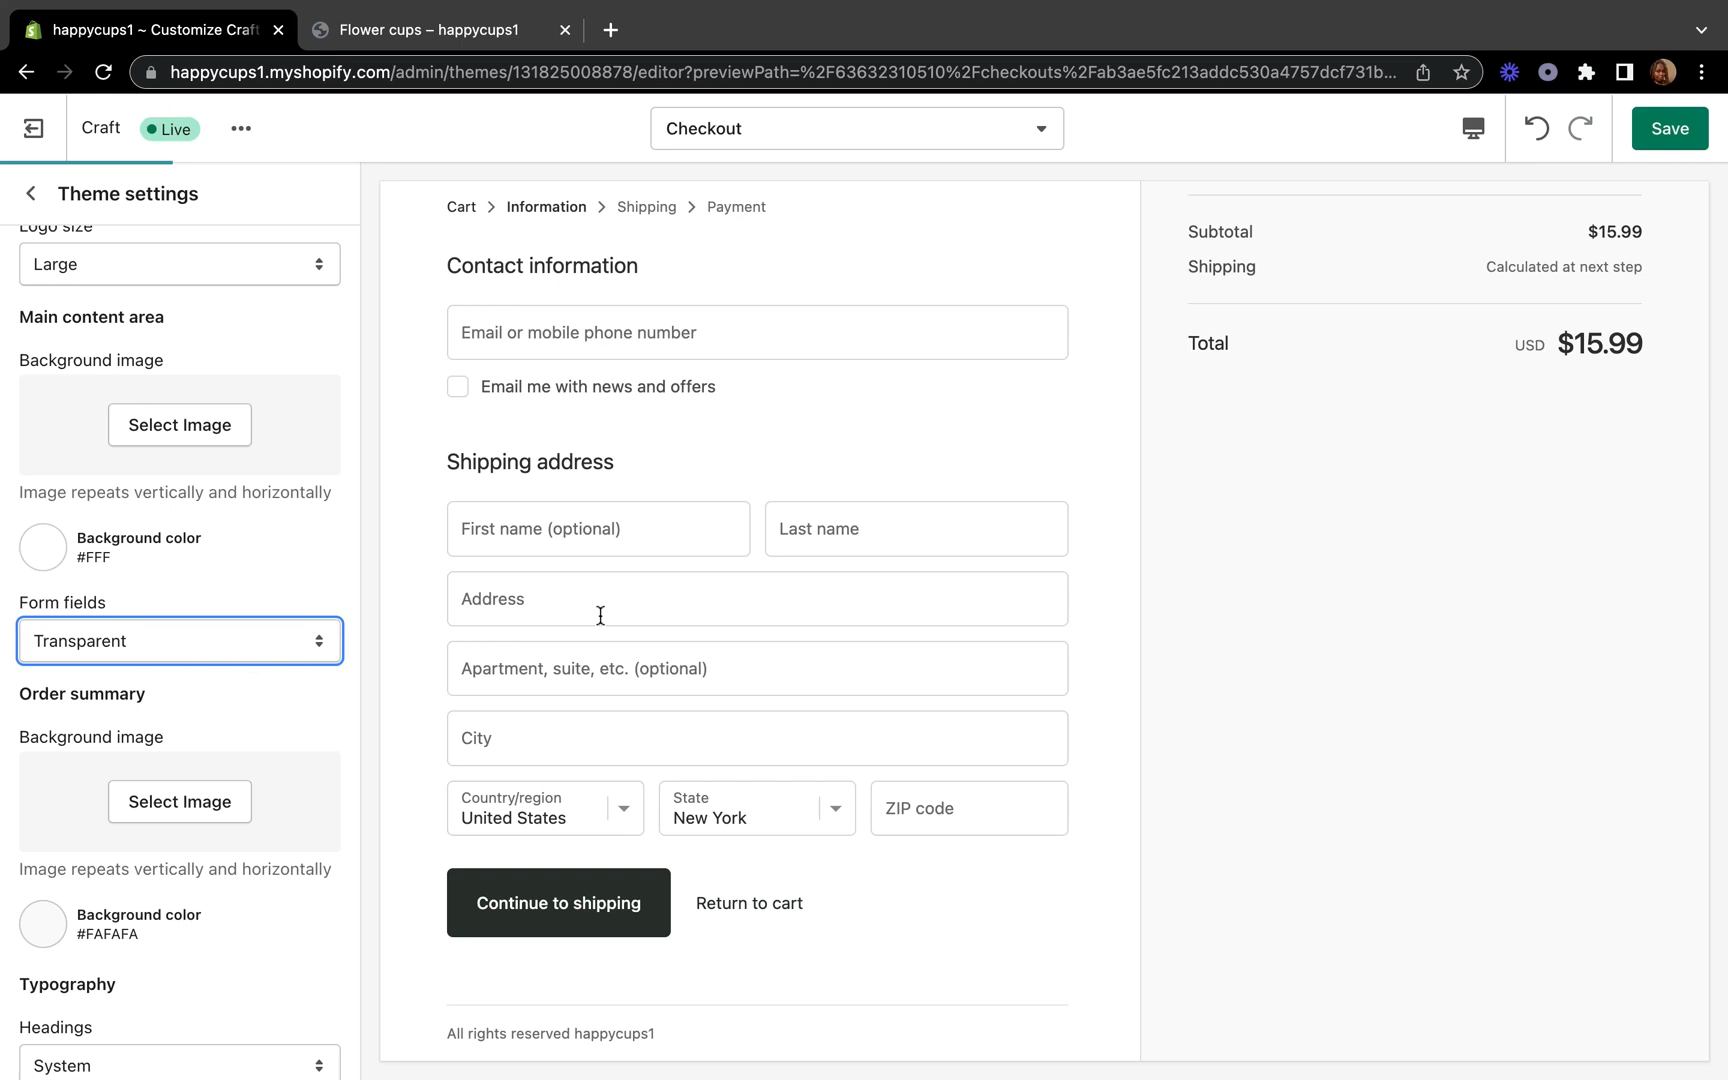 happycups1 ~ Customize Craft
Flower cups – happycups1
happycups1.myshopify.com/admin/themes/131825008878/editor?previewPath=%2F63632310510%2Fcheckouts%2Fab3ae5fc213addc530a4757dcf731b...
Craft
Live
Checkout
Save
Theme settings
Logo size
Large
Main content area
Background image
Select Image
Image repeats vertically and horizontally
Background color
#FFF
Form fields
Transparent
Order summary
Background image
Select Image
Image repeats vertically and horizontally
Background color
#FAFAFA
Typography
Headings
System
Cart > Information > Shipping > Payment
Contact information
Email or mobile phone number
Email me with news and offers
Shipping address
First name (optional)
Last name
Address
Apartment, suite, etc. (optional)
City
Country/region
United States
State
New York
ZIP code
Continue to shipping
Return to cart
All rights reserved happycups1
Subtotal $15.99
Shipping Calculated at next step
Total USD $15.99